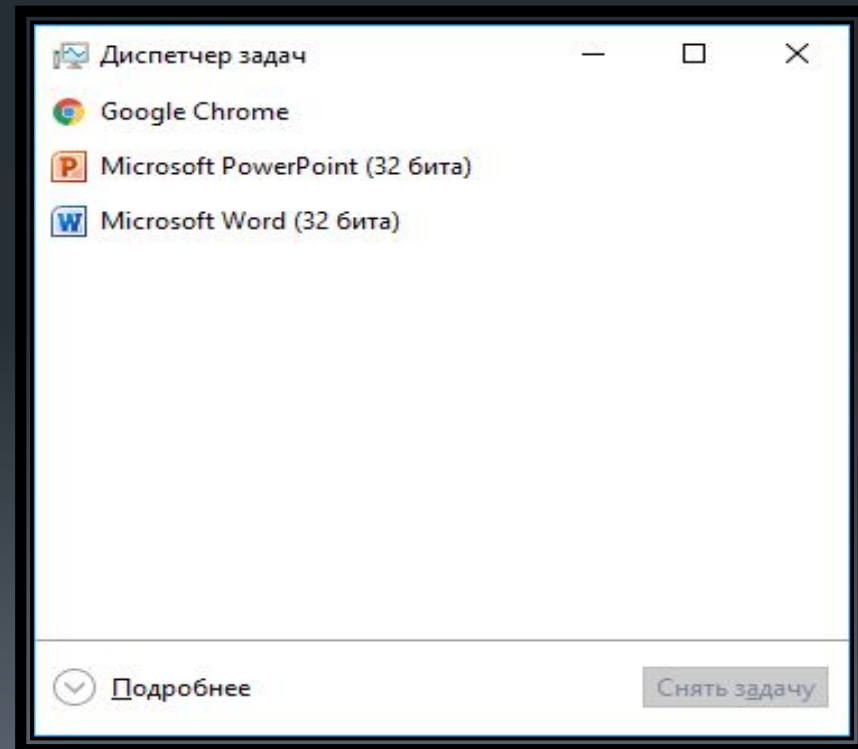 Диспетчер задач
Google Chrome
Microsoft PowerPoint (32 бита)
Microsoft Word (32 бита)
Подробнее
Снять задачу